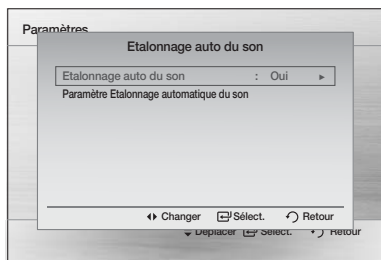 Paramètres
Etalonnage auto du son
Etalonnage auto du son : Oui ►
Paramètre Etalonnage automatique du son
Changer Sélect. Retour
Déplacer Sélect. Retour